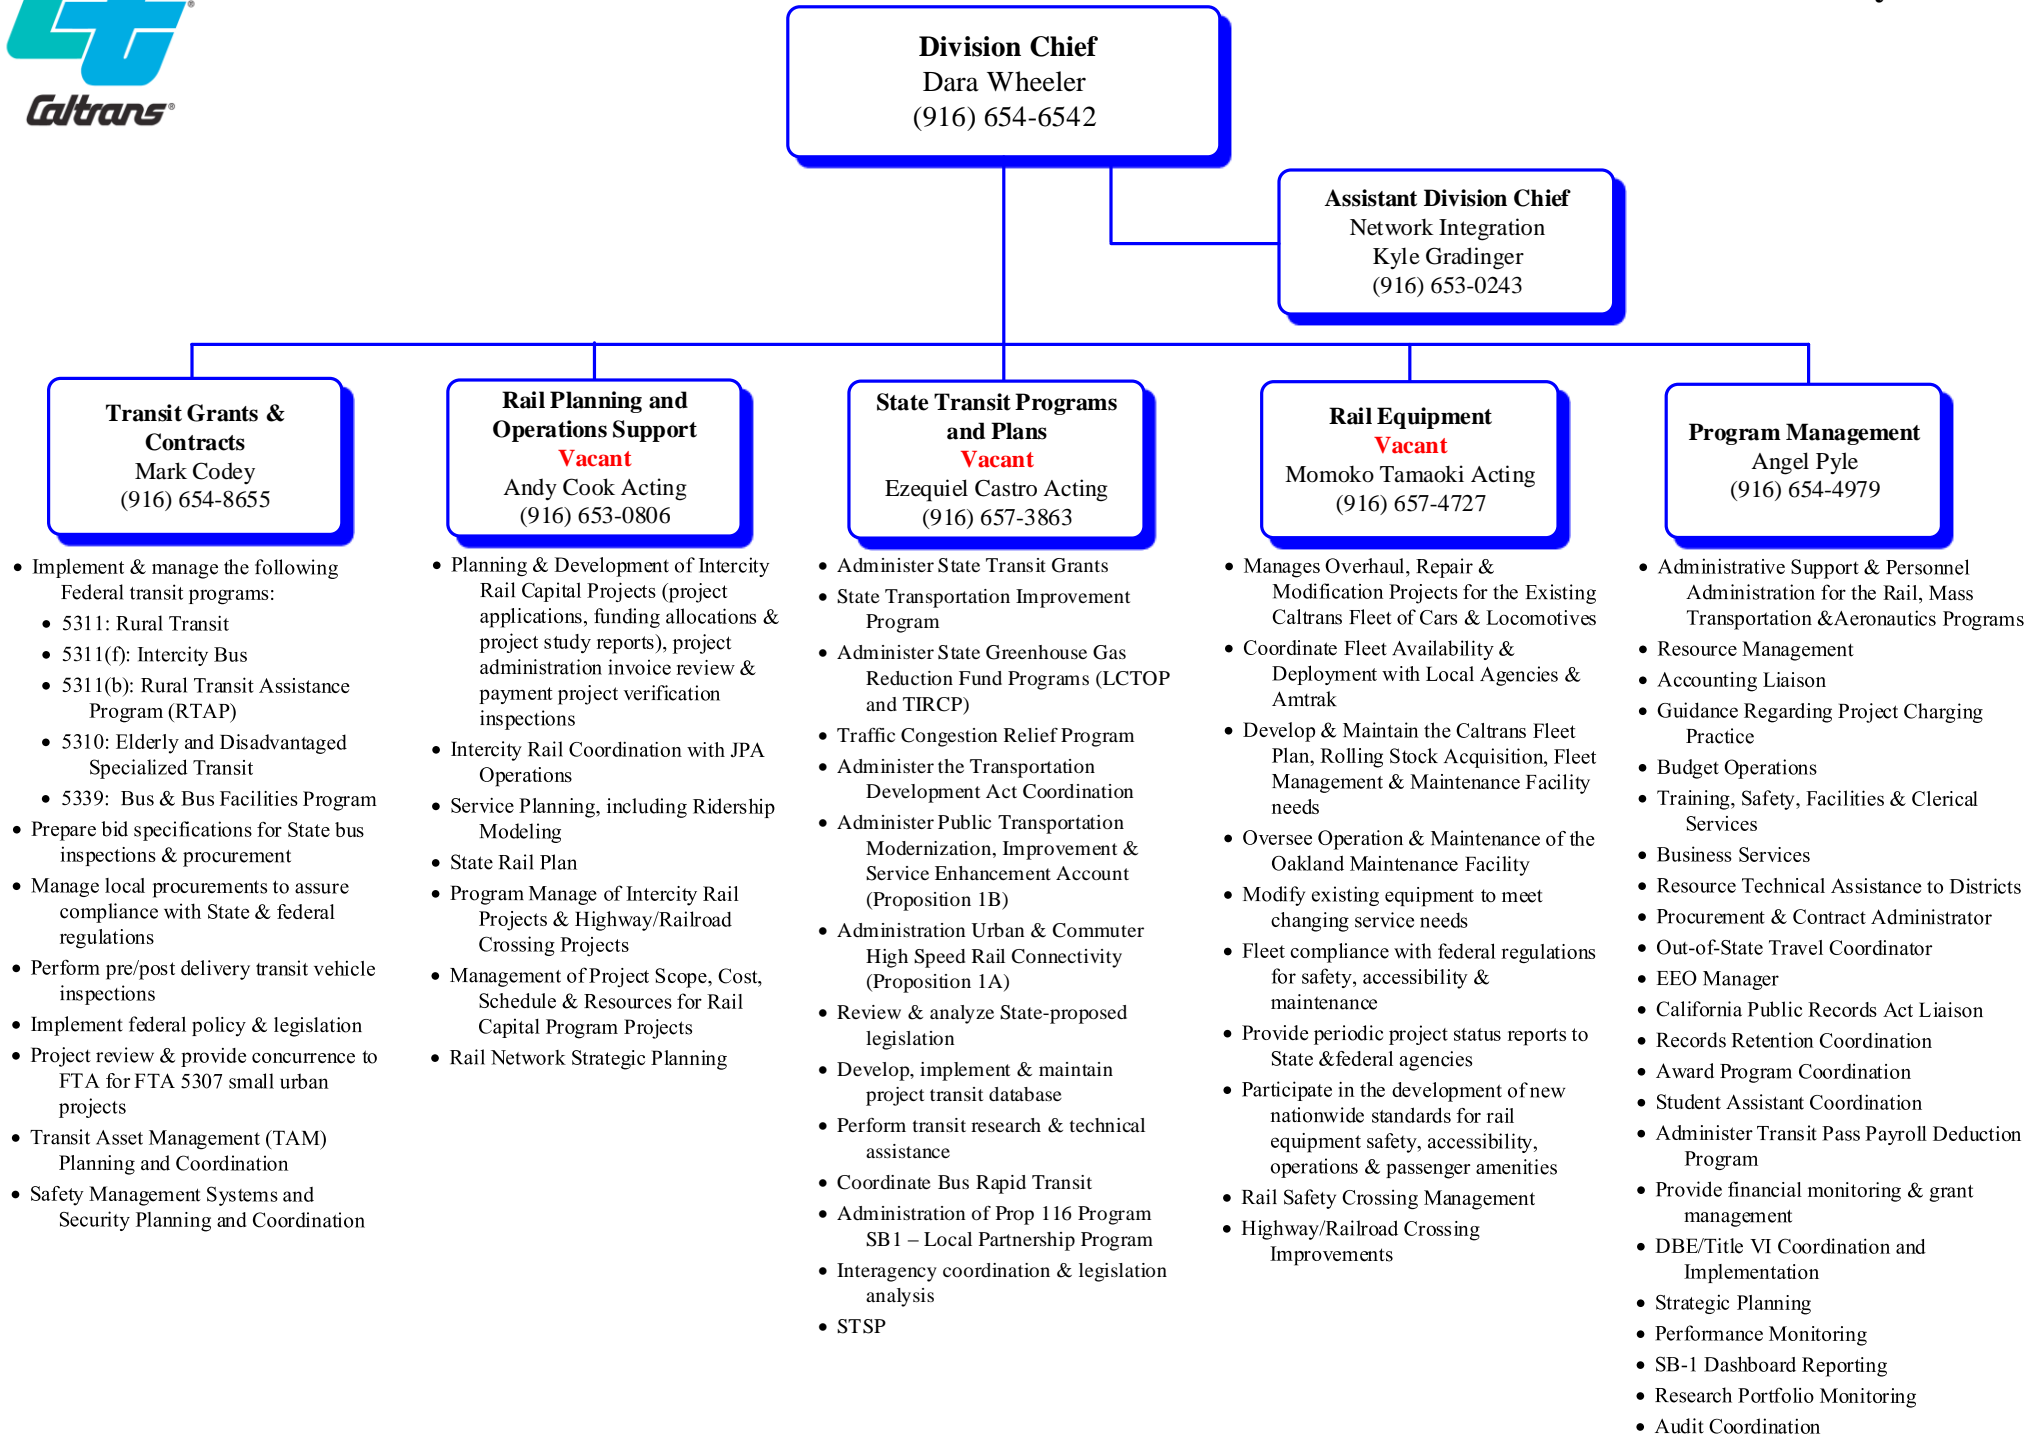 Caltrans®
Division Chief
Dara Wheeler
(916) 654-6542
Assistant Division Chief
Network Integration
Kyle Gradinger
(916) 653-0243
Transit Grants &
Contracts
Mark Codey
(916) 654-8655
• Implement & manage the following
Federal transit programs:
• 5311: Rural Transit
• 5311(f): Intercity Bus
• 5311(b): Rural Transit Assistance
Program (RTAP)
• 5310: Elderly and Disadvantaged
Specialized Transit
• 5339:  Bus & Bus Facilities Program
• Prepare bid specifications for State bus
inspections & procurement
• Manage local procurements to assure
compliance with State & federal
regulations
• Perform pre/post delivery transit vehicle
inspections
• Implement federal policy & legislation
• Project review & provide concurrence to
FTA for FTA 5307 small urban
projects
• Transit Asset Management (TAM)
Planning and Coordination
• Safety Management Systems and
Security Planning and Coordination
Rail Planning and
Operations Support
Vacant
Andy Cook Acting
(916) 653-0806
• Planning & Development of Intercity
Rail Capital Projects (project
applications, funding allocations &
project study reports), project
administration invoice review &
payment project verification
inspections
• Intercity Rail Coordination with JPA
Operations
• Service Planning, including Ridership
Modeling
• State Rail Plan
• Program Manage of Intercity Rail
Projects & Highway/Railroad
Crossing Projects
• Management of Project Scope, Cost,
Schedule & Resources for Rail
Capital Program Projects
• Rail Network Strategic Planning
State Transit Programs
and Plans
Vacant
Ezequiel Castro Acting
(916) 657-3863
• Administer State Transit Grants
• State Transportation Improvement
Program
• Administer State Greenhouse Gas
Reduction Fund Programs (LCTOP
and TIRCP)
• Traffic Congestion Relief Program
• Administer the Transportation
Development Act Coordination
• Administer Public Transportation
Modernization, Improvement &
Service Enhancement Account
(Proposition 1B)
• Administration Urban & Commuter
High Speed Rail Connectivity
(Proposition 1A)
• Review & analyze State-proposed
legislation
• Develop, implement & maintain
project transit database
• Perform transit research & technical
assistance
• Coordinate Bus Rapid Transit
• Administration of Prop 116 Program
SB1 – Local Partnership Program
• Interagency coordination & legislation
analysis
• STSP
Rail Equipment
Vacant
Momoko Tamaoki Acting
(916) 657-4727
• Manages Overhaul, Repair &
Modification Projects for the Existing
Caltrans Fleet of Cars & Locomotives
• Coordinate Fleet Availability &
Deployment with Local Agencies &
Amtrak
• Develop & Maintain the Caltrans Fleet
Plan, Rolling Stock Acquisition, Fleet
Management & Maintenance Facility
needs
• Oversee Operation & Maintenance of the
Oakland Maintenance Facility
• Modify existing equipment to meet
changing service needs
• Fleet compliance with federal regulations
for safety, accessibility &
maintenance
• Provide periodic project status reports to
State &federal agencies
• Participate in the development of new
nationwide standards for rail
equipment safety, accessibility,
operations & passenger amenities
• Rail Safety Crossing Management
• Highway/Railroad Crossing
Improvements
Program Management
Angel Pyle
(916) 654-4979
• Administrative Support & Personnel
Administration for the Rail, Mass
Transportation &Aeronautics Programs
• Resource Management
• Accounting Liaison
• Guidance Regarding Project Charging
Practice
• Budget Operations
• Training, Safety, Facilities & Clerical
Services
• Business Services
• Resource Technical Assistance to Districts
• Procurement & Contract Administrator
• Out-of-State Travel Coordinator
• EEO Manager
• California Public Records Act Liaison
• Records Retention Coordination
• Award Program Coordination
• Student Assistant Coordination
• Administer Transit Pass Payroll Deduction
Program
• Provide financial monitoring & grant
management
• DBE/Title VI Coordination and
Implementation
• Strategic Planning
• Performance Monitoring
• SB-1 Dashboard Reporting
• Research Portfolio Monitoring
• Audit Coordination